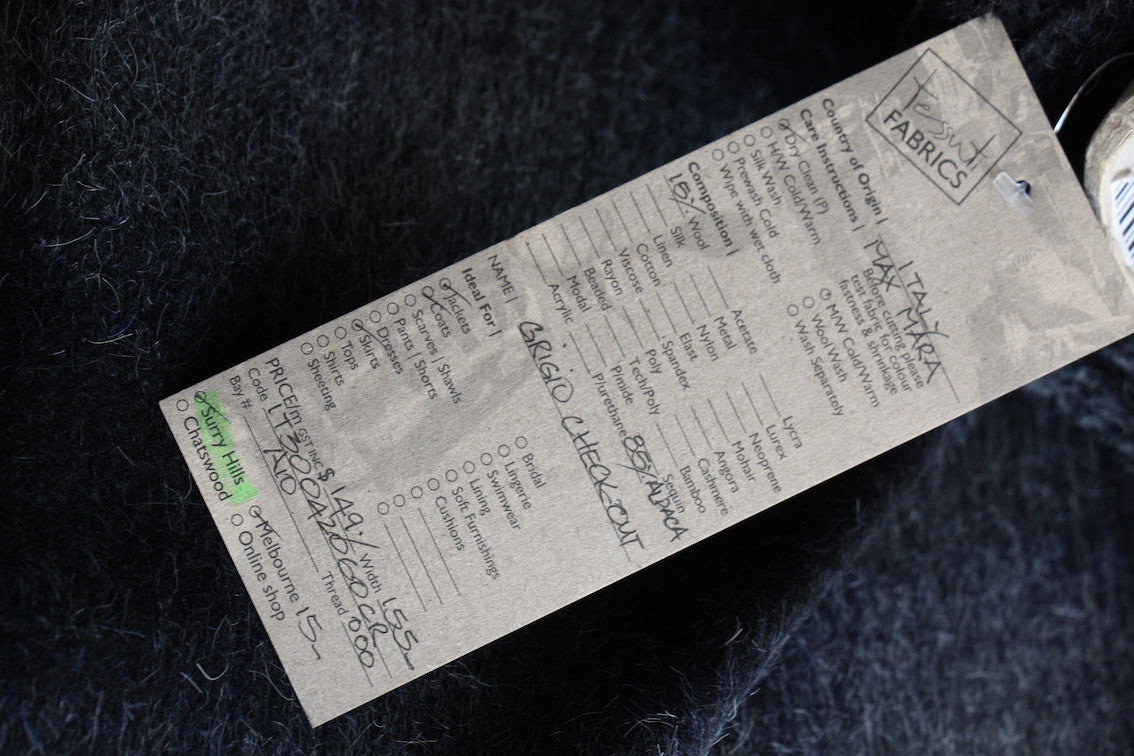 Tessuti
FABRICS
Country of Origin | ITALY
MAX MARA
Care Instructions | Before cutting please
test fabric for colour
fastness & shrinkage
Dry Clean (P)
H/W Cold/Warm
Silk Wash
Prewash Cold
Wipe with wet cloth
M/W Cold/Warm
Wool Wash
Wash Separately
Composition |
15% Wool
Silk
Linen
Cotton
Viscose
Rayon
Beaded
Modal
Acrylic
Acetate
Metal
Nylon
Elast
Spandex
Poly
Tech/Poly
P/mide
P/urethane
Lycra
Lurex
Neoprene
Mohair
Angora
Cashmere
Bamboo
Sequin
85% ALPACA
NAME | GRIGIO CHECK-OUT
Ideal For |
Jackets
Coats
Scarves | Shawls
Pants | Shorts
Dresses
Skirts
Tops
Shirts
Sheeting
Bridal
Lingerie
Swimwear
Lining
Soft Furnishings
Cushions
PRICE/m GST INC $ 149./ Width 155
Code
Bay #
Thread 000
Surry Hills
Chatswood
Melbourne 15
Online shop